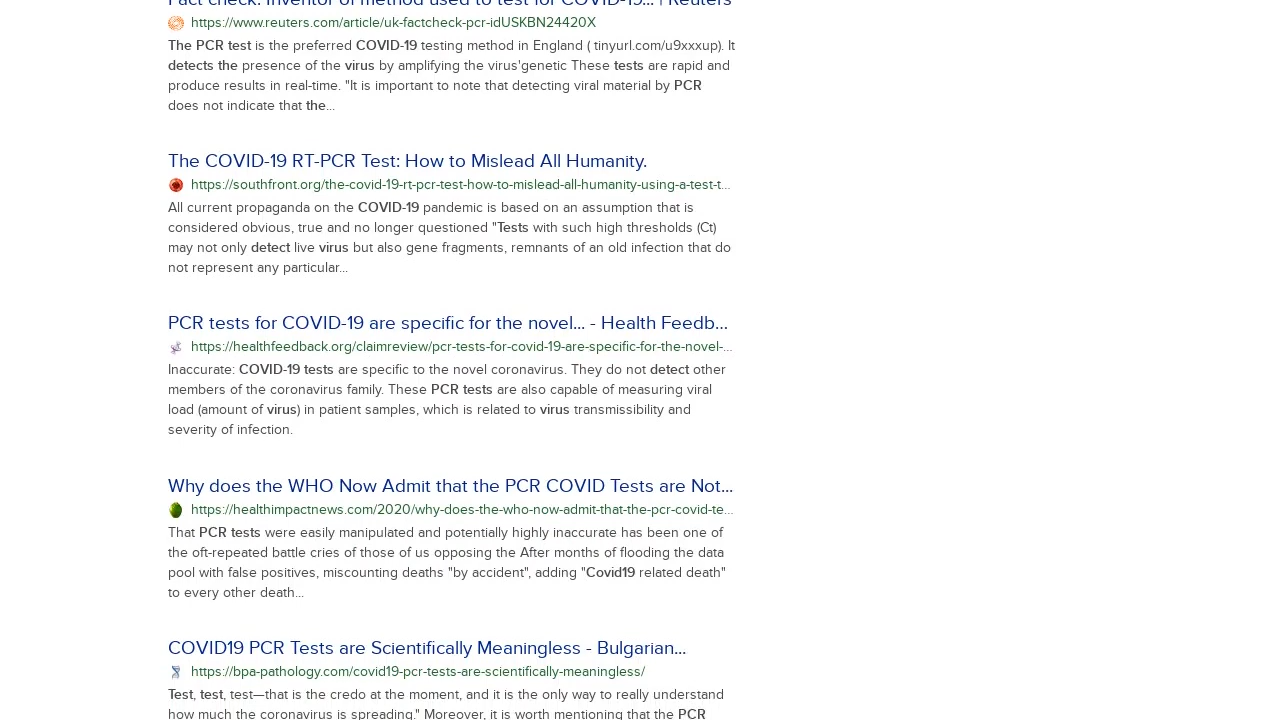 Fact check: Inventor of method used to test for COVID-19... | Reuters
https://www.reuters.com/article/uk-factcheck-pcr-idUSKBN24420X
The PCR test is the preferred COVID-19 testing method in England ( tinyurl.com/u9xxxup). It
detects the presence of the virus by amplifying the virus'genetic These tests are rapid and
produce results in real-time. "It is important to note that detecting viral material by PCR
does not indicate that the...
The COVID-19 RT-PCR Test: How to Mislead All Humanity.
https://southfront.org/the-covid-19-rt-pcr-test-how-to-mislead-all-humanity-using-a-test-t...
All current propaganda on the COVID-19 pandemic is based on an assumption that is
considered obvious, true and no longer questioned "Tests with such high thresholds (Ct)
may not only detect live virus but also gene fragments, remnants of an old infection that do
not represent any particular...
PCR tests for COVID-19 are specific for the novel... - Health Feedb...
https://healthfeedback.org/claimreview/pcr-tests-for-covid-19-are-specific-for-the-novel-...
Inaccurate: COVID-19 tests are specific to the novel coronavirus. They do not detect other
members of the coronavirus family. These PCR tests are also capable of measuring viral
load (amount of virus) in patient samples, which is related to virus transmissibility and
severity of infection.
Why does the WHO Now Admit that the PCR COVID Tests are Not...
https://healthimpactnews.com/2020/why-does-the-who-now-admit-that-the-pcr-covid-te...
That PCR tests were easily manipulated and potentially highly inaccurate has been one of
the oft-repeated battle cries of those of us opposing the After months of flooding the data
pool with false positives, miscounting deaths "by accident", adding "Covid19 related death"
to every other death...
COVID19 PCR Tests are Scientifically Meaningless - Bulgarian...
https://bpa-pathology.com/covid19-pcr-tests-are-scientifically-meaningless/
Test, test, test—that is the credo at the moment, and it is the only way to really understand
how much the coronavirus is spreading." Moreover, it is worth mentioning that the PCR